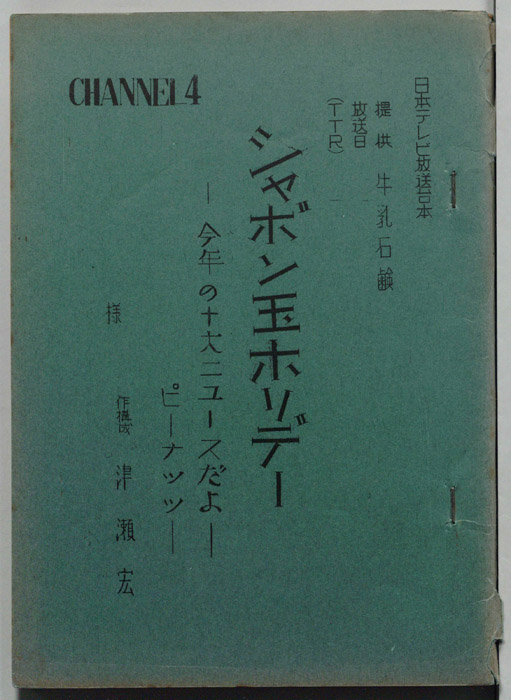 日本テレビ放送台本
提供 牛乳石鹸
放送日
(TTR)
CHANNEL4
シャボン玉ホリデー
―今年の十大ニュースだよ―
ピーナッツ―
様
作構成 津瀬宏